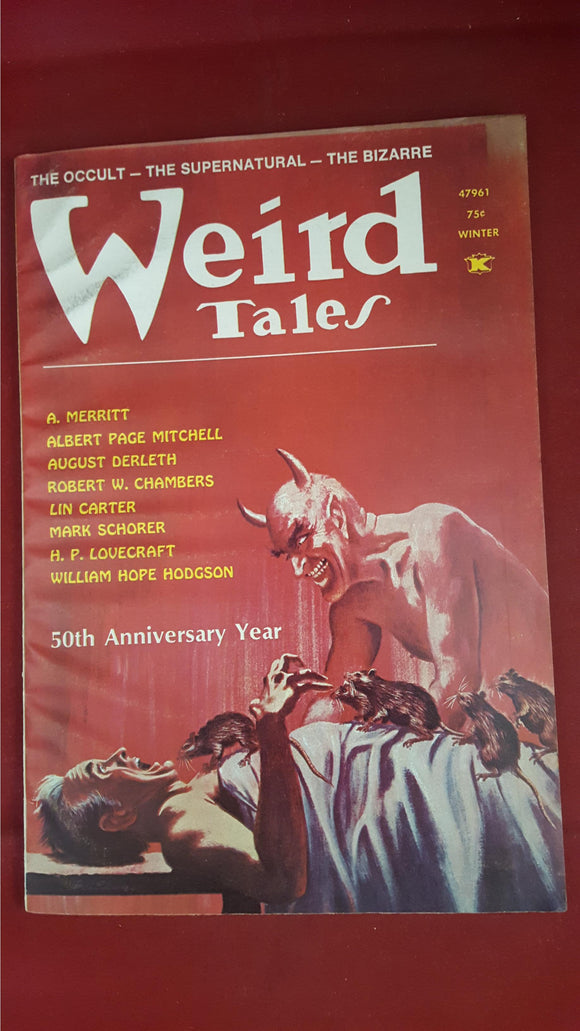 THE OCCULT – THE SUPERNATURAL – THE BIZARRE
Weird
Tales
47961
75¢
WINTER
K
A. MERRITT
ALBERT PAGE MITCHELL
AUGUST DERLETH
ROBERT W. CHAMBERS
LIN CARTER
MARK SCHORER
H. P. LOVECRAFT
WILLIAM HOPE HODGSON
50th Anniversary Year